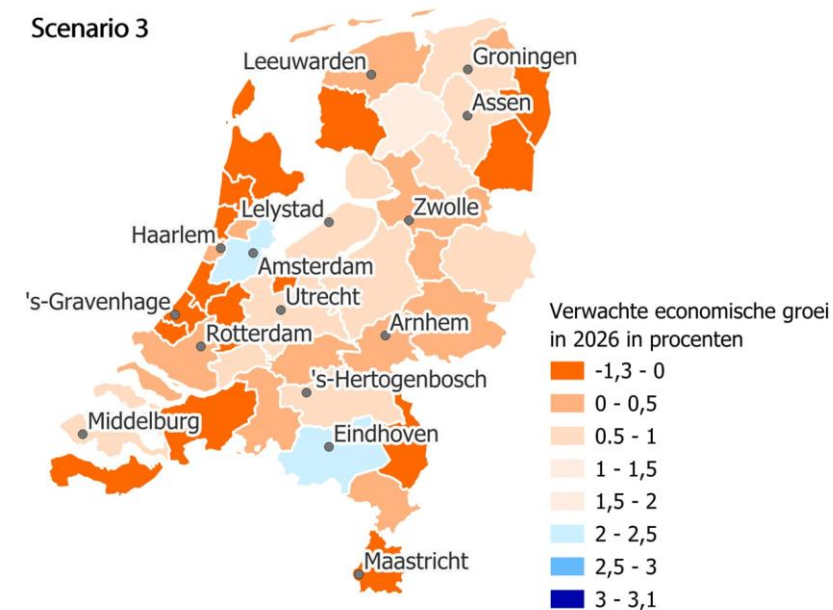 Scenario 3
Leeuwarden
Groningen
Assen
Lelystad
Zwolle
Haarlem
Amsterdam
's-Gravenhage
Utrecht
Rotterdam
Arnhem
's-Hertogenbosch
Middelburg
Eindhoven
Maastricht
Verwachte economische groei
in 2026 in procenten
-1,3 - 0
0 - 0,5
0.5 - 1
1 - 1,5
1,5 - 2
2 - 2,5
2,5 - 3
3 - 3,1